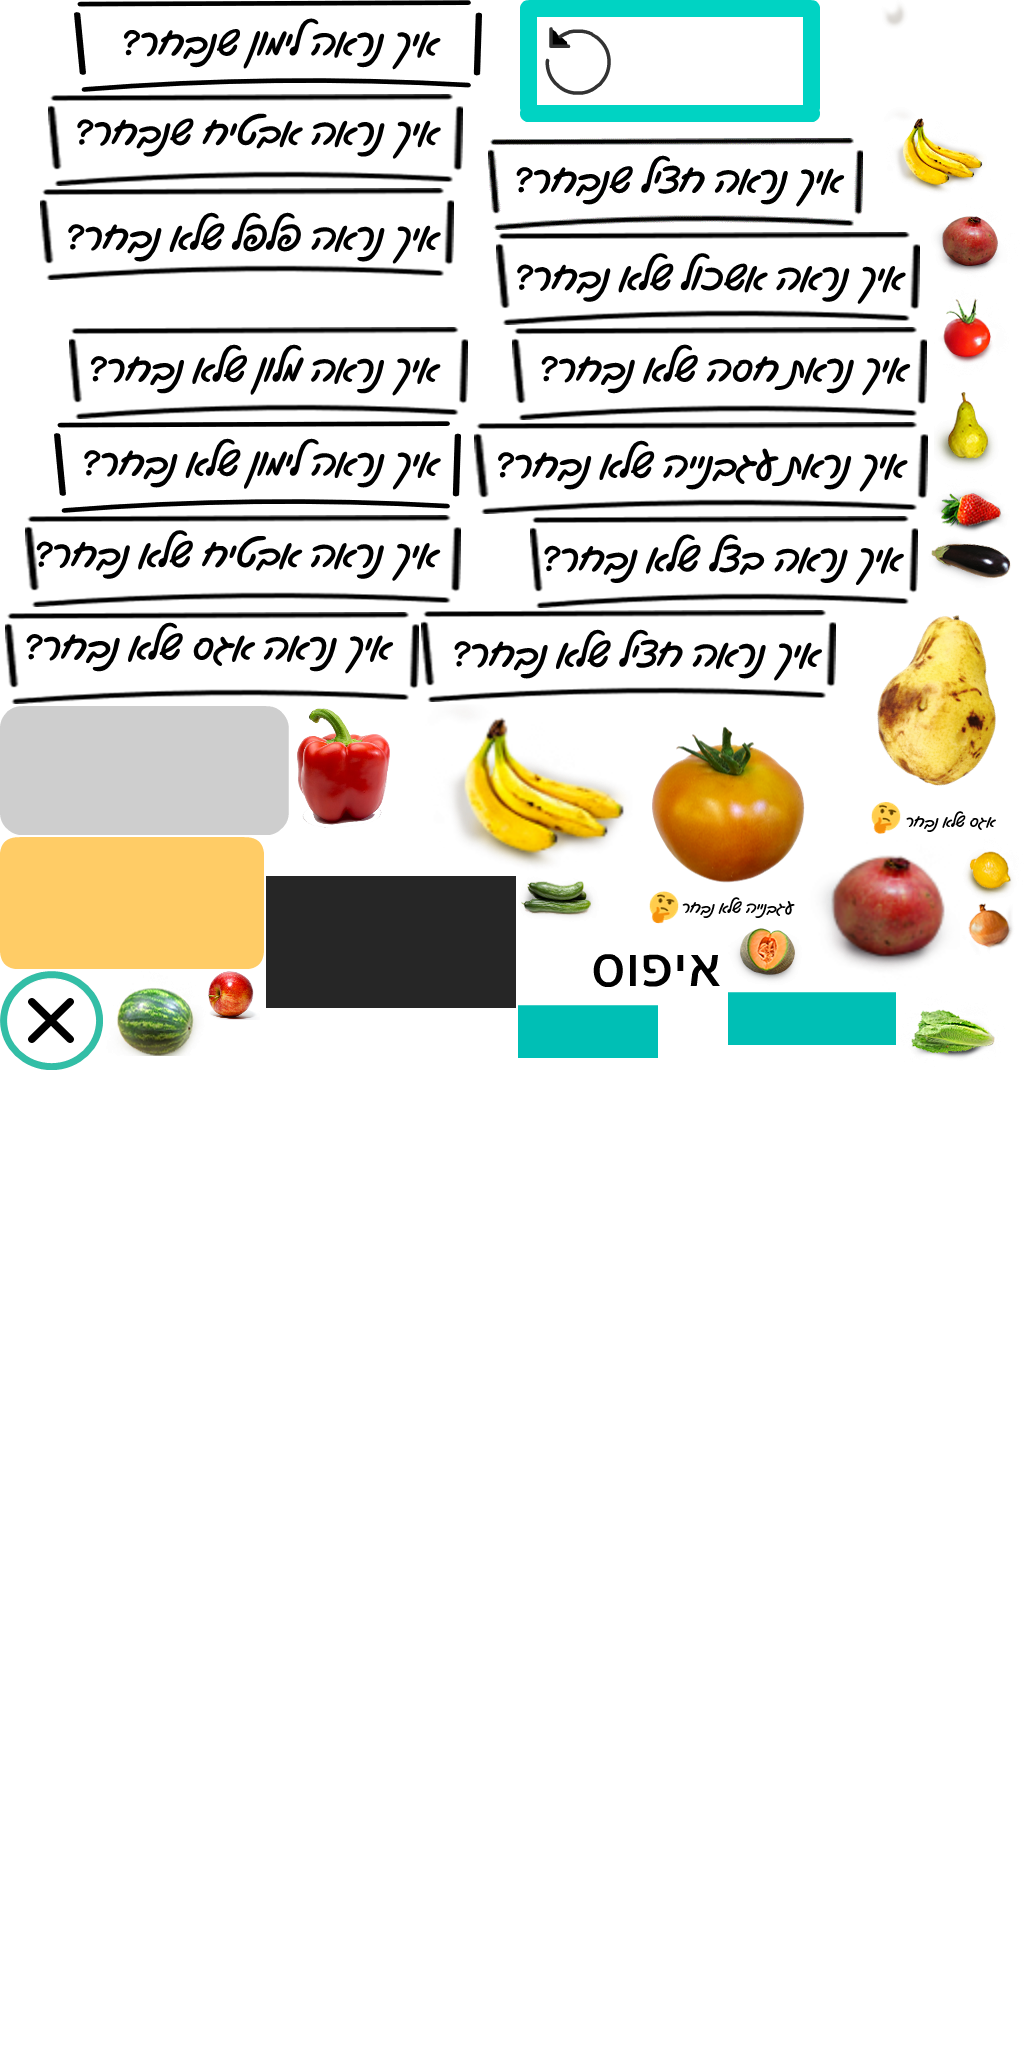 איך נראה לימון שנבחר?
איך נראה אבטיח שנבחר?
איך נראה חציל שנבחר?
איך נראה פלפל שלא נבחר?
איך נראה אשכול שלא נבחר?
איך נראה מלון שלא נבחר?
איך נראת חסה שלא נבחר?
איך נראה לימון שלא נבחר?
איך נראת עגבנייה שלא נבחר?
איך נראה אבטיח שלא נבחר?
איך נראה בצל שלא נבחר?
איך נראה אגס שלא נבחר?
איך נראה חציל שלא נבחר?
אגס שלא נבחר
עגבנייה שלא נבחר
איפוס